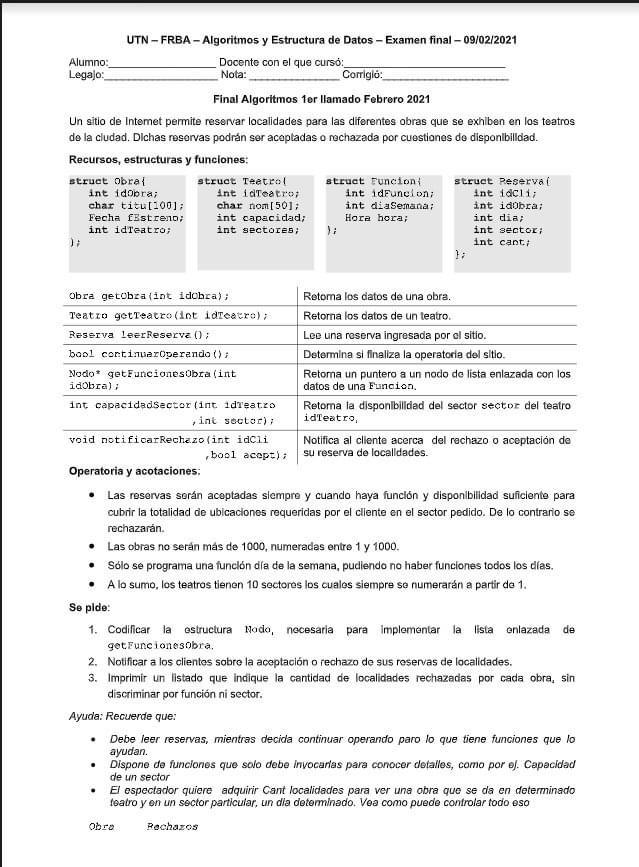 UTN – FRBA – Algoritmos y Estructura de Datos – Examen final – 09/02/2021
Alumno:____________________ Docente con el que cursó:____________________________
Legajo:____________________ Nota: ________________ Corrigió:______________________
Final Algoritmos 1er llamado Febrero 2021
Un sitio de Internet permite reservar localidades para las diferentes obras que se exhiben en los teatros
de la ciudad. Dichas reservas podrán ser aceptadas o rechazada por cuestiones de disponibilidad.
Recursos, estructuras y funciones:
struct Obra{
int idObra;
char titu[100];
Fecha fEstreno;
int idTeatro;
};
struct Teatro{
int idTeatro;
char nom[50];
int capacidad;
int sectores;
};
struct Funcion{
int idFuncion;
int diaSemana;
Hora hora;
};
struct Reserva{
int idCli;
int idObra;
int dia;
int sector;
int cant;
};
Obra getObra(int idObra); Retorna los datos de una obra.
Teatro getTeatro(int idTeatro); Retorna los datos de un teatro.
Reserva leerReserva(); Lee una reserva ingresada por el sitio.
bool continuarOperando(); Determina si finaliza la operatoria del sitio.
Nodo* getFuncionesObra(int
idObra);
Retorna un puntero a un nodo de lista enlazada con los
datos de una Funcion.
int capacidadSector(int idTeatro
,int sector);
Retorna la disponibilidad del sector sector del teatro
idTeatro.
void notificarRechazo(int idCli
,bool acept);
Notifica al cliente acerca del rechazo o aceptación de
su reserva de localidades.
Operatoria y acotaciones:
• Las reservas serán aceptadas siempre y cuando haya función y disponibilidad suficiente para
cubrir la totalidad de ubicaciones requeridas por el cliente en el sector pedido. De lo contrario se
rechazarán.
• Las obras no serán más de 1000, numeradas entre 1 y 1000.
• Sólo se programa una función día de la semana, pudiendo no haber funciones todos los días.
• A lo sumo, los teatros tienen 10 sectores los cuales siempre se numerarán a partir de 1.
Se pide:
1. Codificar la estructura Nodo, necesaria para implementar la lista enlazada de
getFuncionesObra.
2. Notificar a los clientes sobre la aceptación o rechazo de sus reservas de localidades.
3. Imprimir un listado que indique la cantidad de localidades rechazadas por cada obra, sin
discriminar por función ni sector.
Ayuda: Recuerde que:
• Debe leer reservas, mientras decida continuar operando paro lo que tiene funciones que lo
ayudan.
• Dispone de funciones que solo debe invocarlas para conocer detalles, como por ej. Capacidad
de un sector
• El espectador quiere adquirir Cant localidades para ver una obra que se da en determinado
teatro y en un sector particular, un dia determinado. Vea como puede controlar todo eso
Obra Rechazos